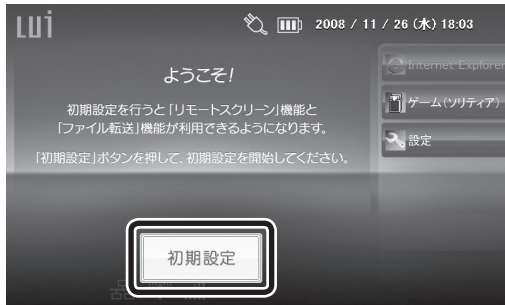 Lui
2008 / 11 / 26 (水) 18:03
ようこそ!
初期設定を行うと「リモートスクリーン」機能と
「ファイル転送」機能が利用できるようになります。
「初期設定」ボタンを押して、初期設定を開始してください。
Internet Explorer
ゲーム(ソリティア)
設定
初期設定